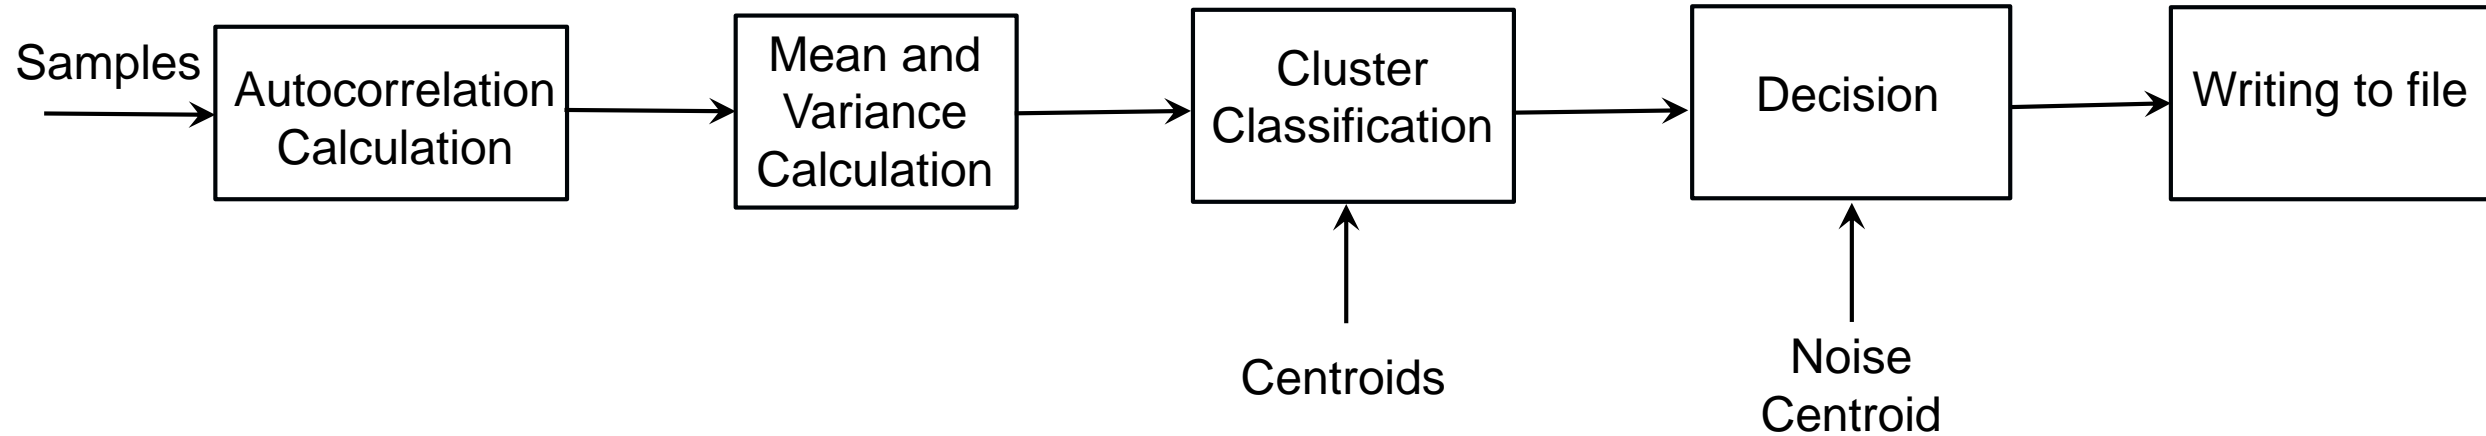 Samples
Autocorrelation
Calculation
Mean and
Variance
Calculation
Cluster
Classification
Decision
Writing to file
Centroids
Noise
Centroid